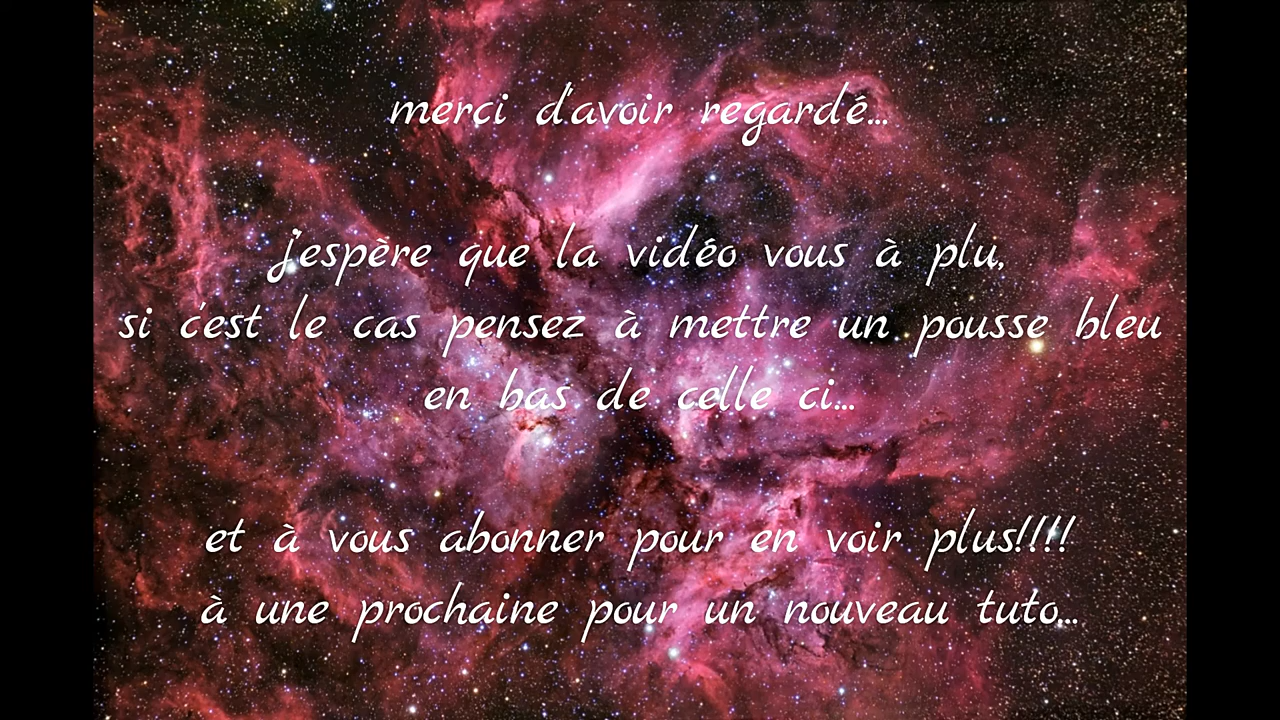 merci d'avoir regardé...
j'espère que la vidéo vous à plu,
si c'est le cas pensez à mettre un pousse bleu
en bas de celle ci...
et à vous abonner pour en voir plus!!!!
à une prochaine pour un nouveau tuto...